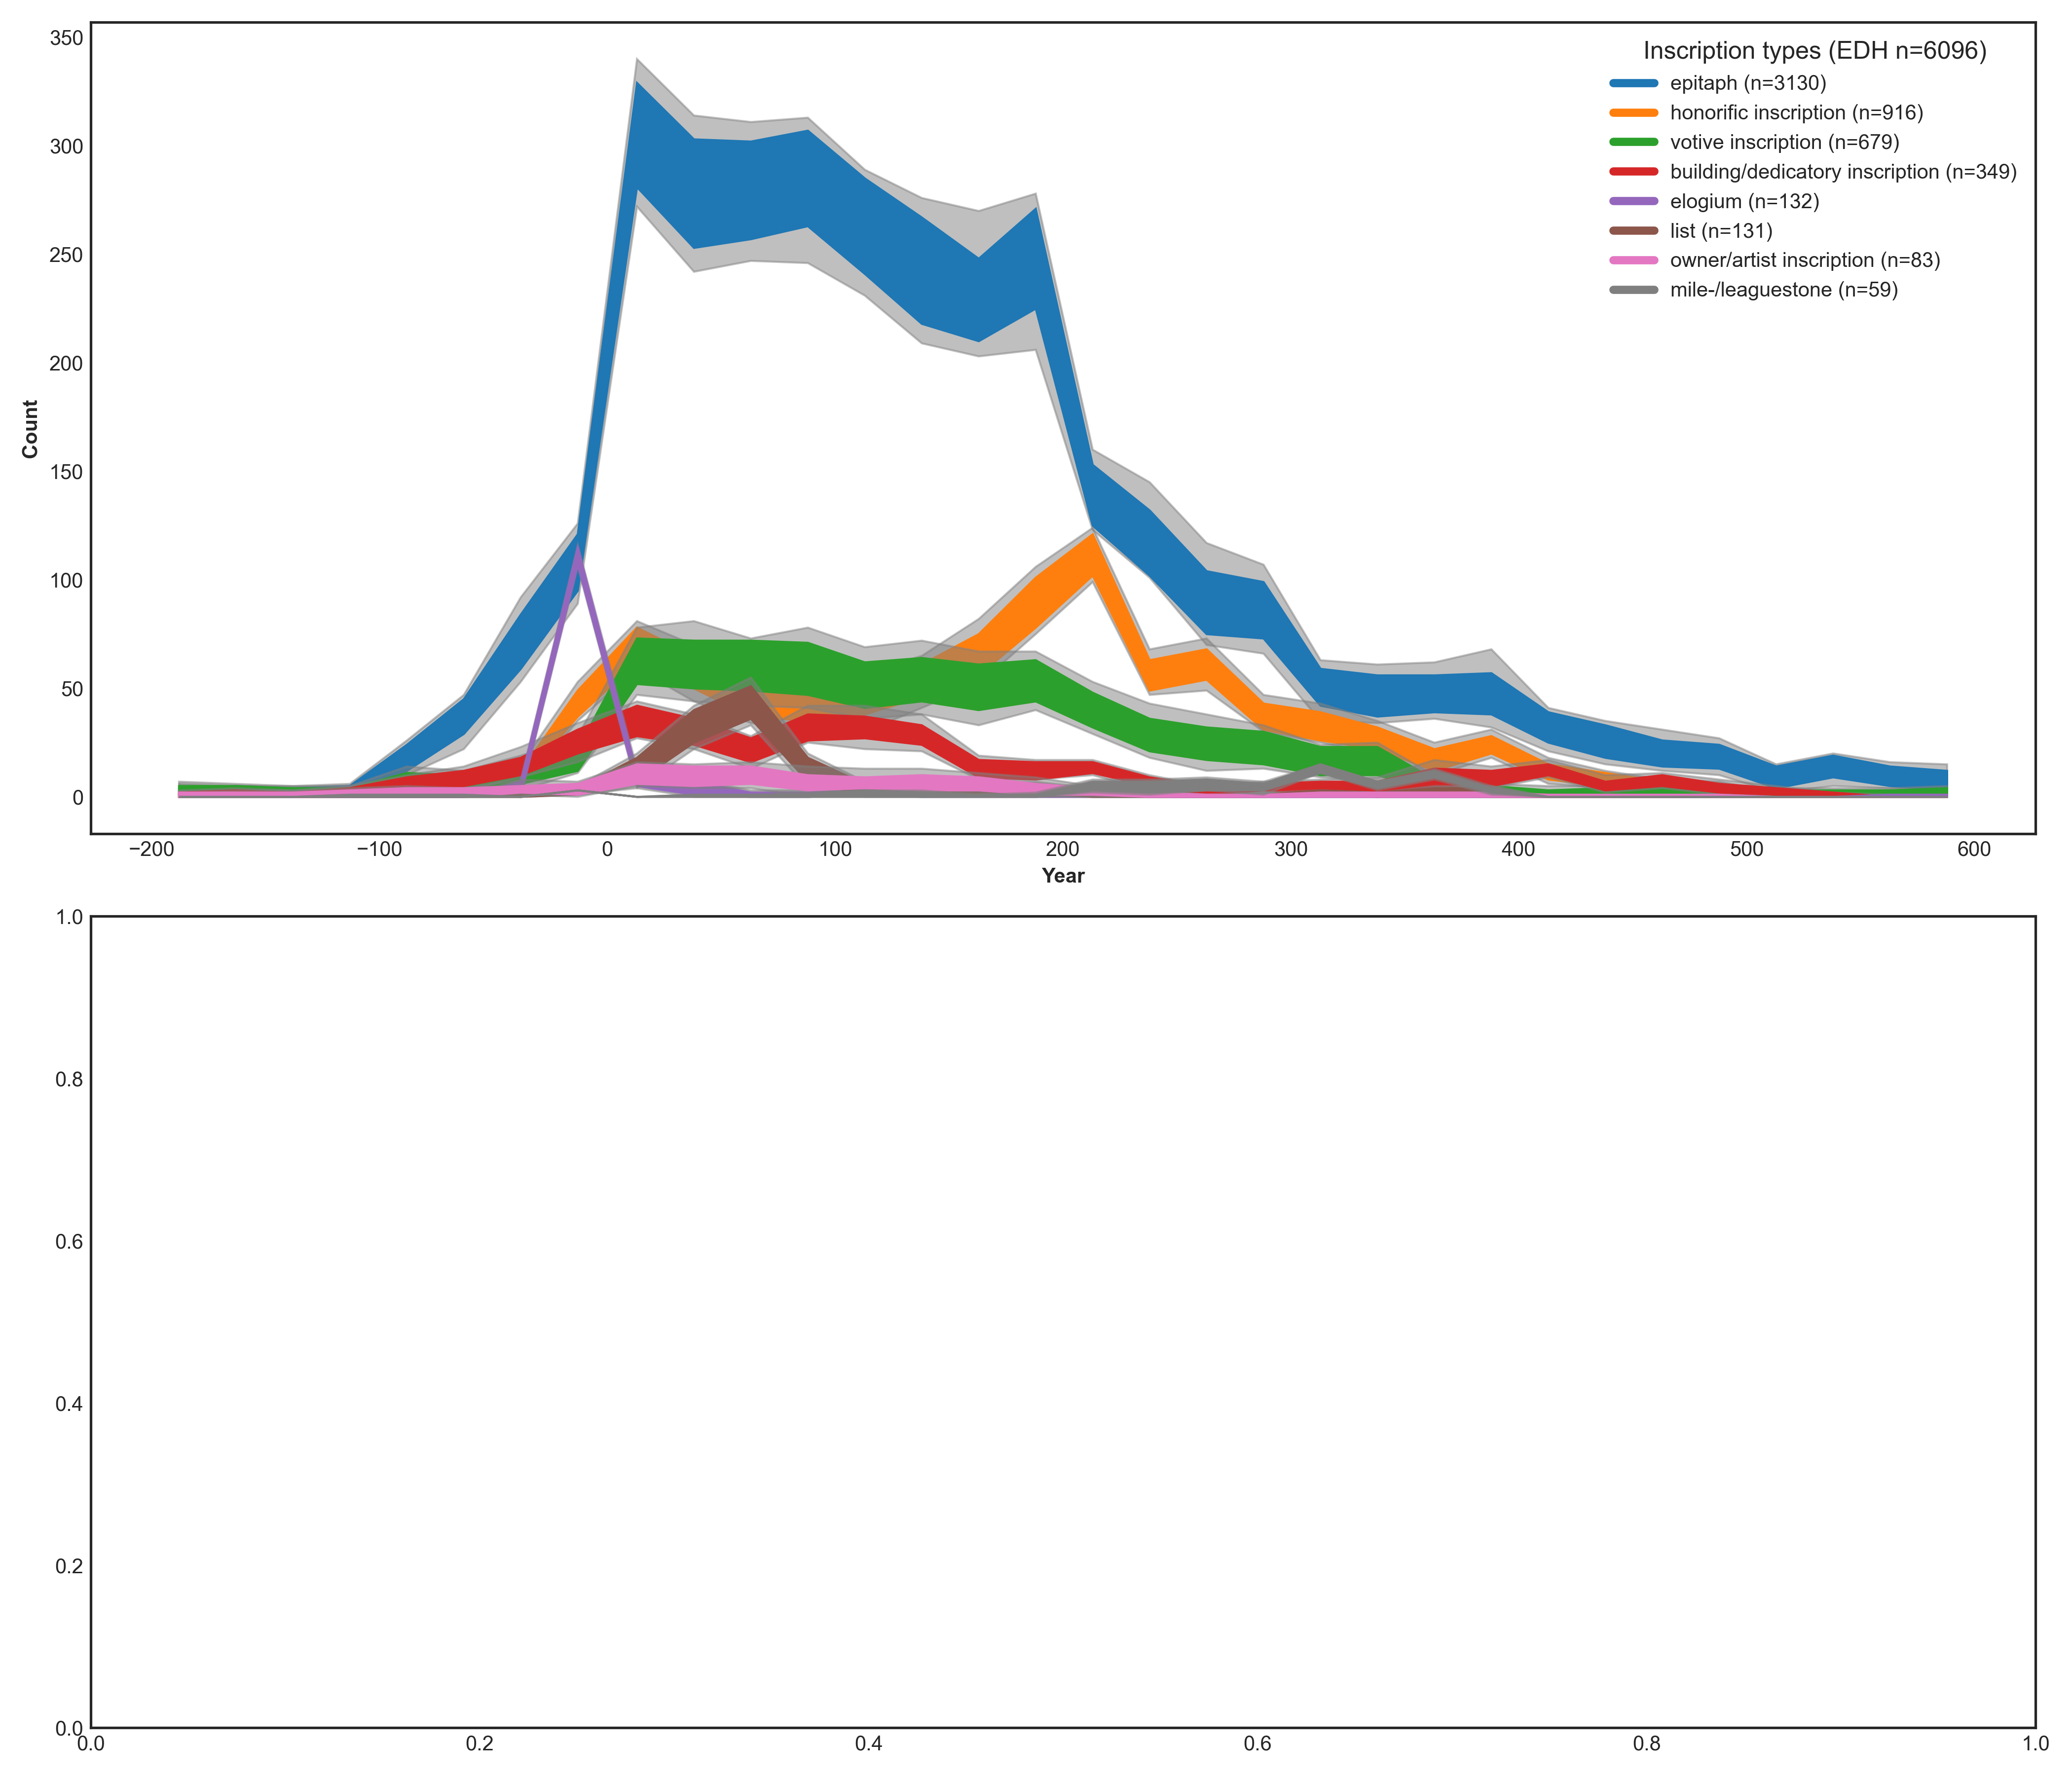 350
300
250
200
150
100
50
0
Count
Inscription types (EDH n=6096)
epitaph (n=3130)
honorific inscription (n=916)
votive inscription (n=679)
building/dedicatory inscription (n=349)
elogium (n=132)
list (n=131)
owner/artist inscription (n=83)
mile-/leaguestone (n=59)
−200 −100 0 100 200 300 400 500 600
Year
1.0
0.8
0.6
0.4
0.2
0.0
0.0 0.2 0.4 0.6 0.8 1.0